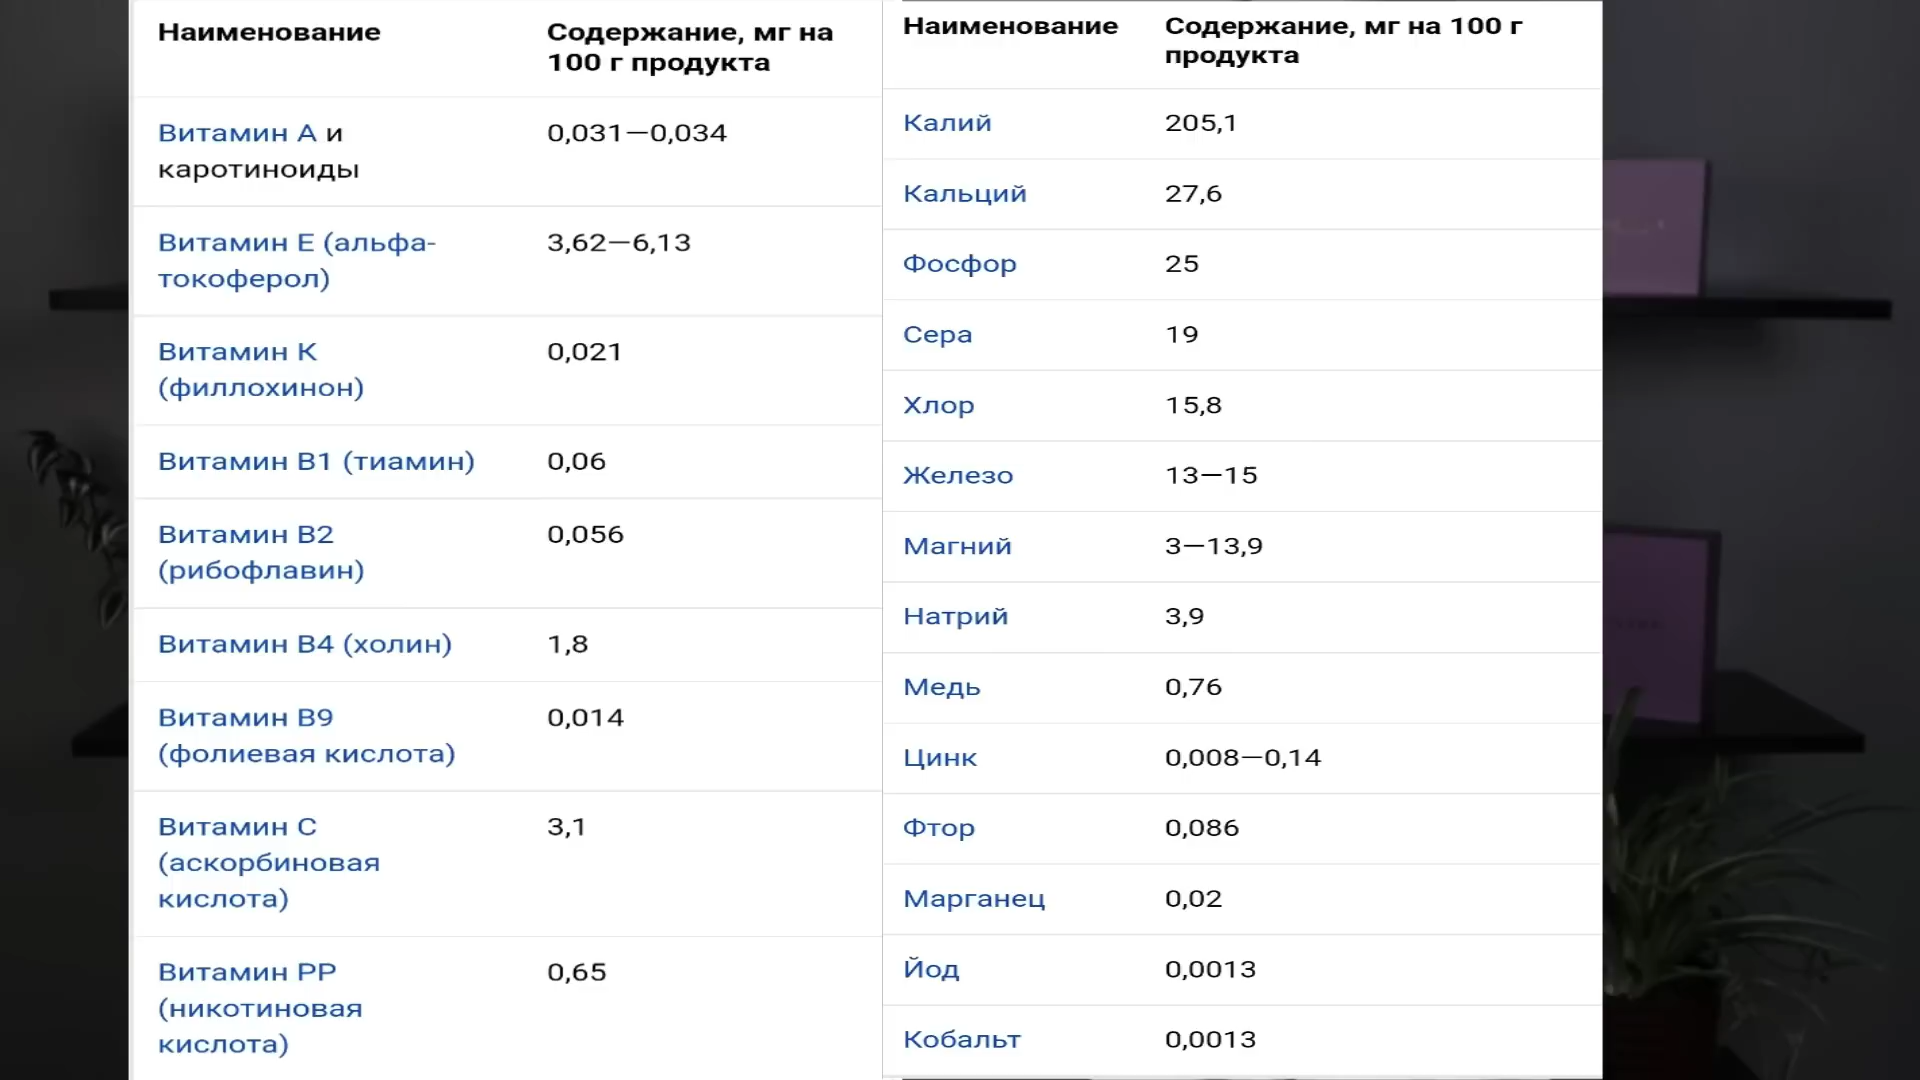 Наименование
Содержание, мг на
100 г продукта
Витамин А и
каротиноиды
0,031—0,034
Витамин Е (альфа-
токоферол)
3,62—6,13
Витамин К
(филлохинон)
0,021
Витамин В1 (тиамин)
0,06
Витамин В2
(рибофлавин)
0,056
Витамин В4 (холин)
1,8
Витамин В9
(фолиевая кислота)
0,014
Витамин С
(аскорбиновая
кислота)
3,1
Витамин РР
(никотиновая
кислота)
0,65
Наименование
Содержание, мг на 100 г
продукта
Калий
205,1
Кальций
27,6
Фосфор
25
Сера
19
Хлор
15,8
Железо
13—15
Магний
3—13,9
Натрий
3,9
Медь
0,76
Цинк
0,008—0,14
Фтор
0,086
Марганец
0,02
Йод
0,0013
Кобальт
0,0013